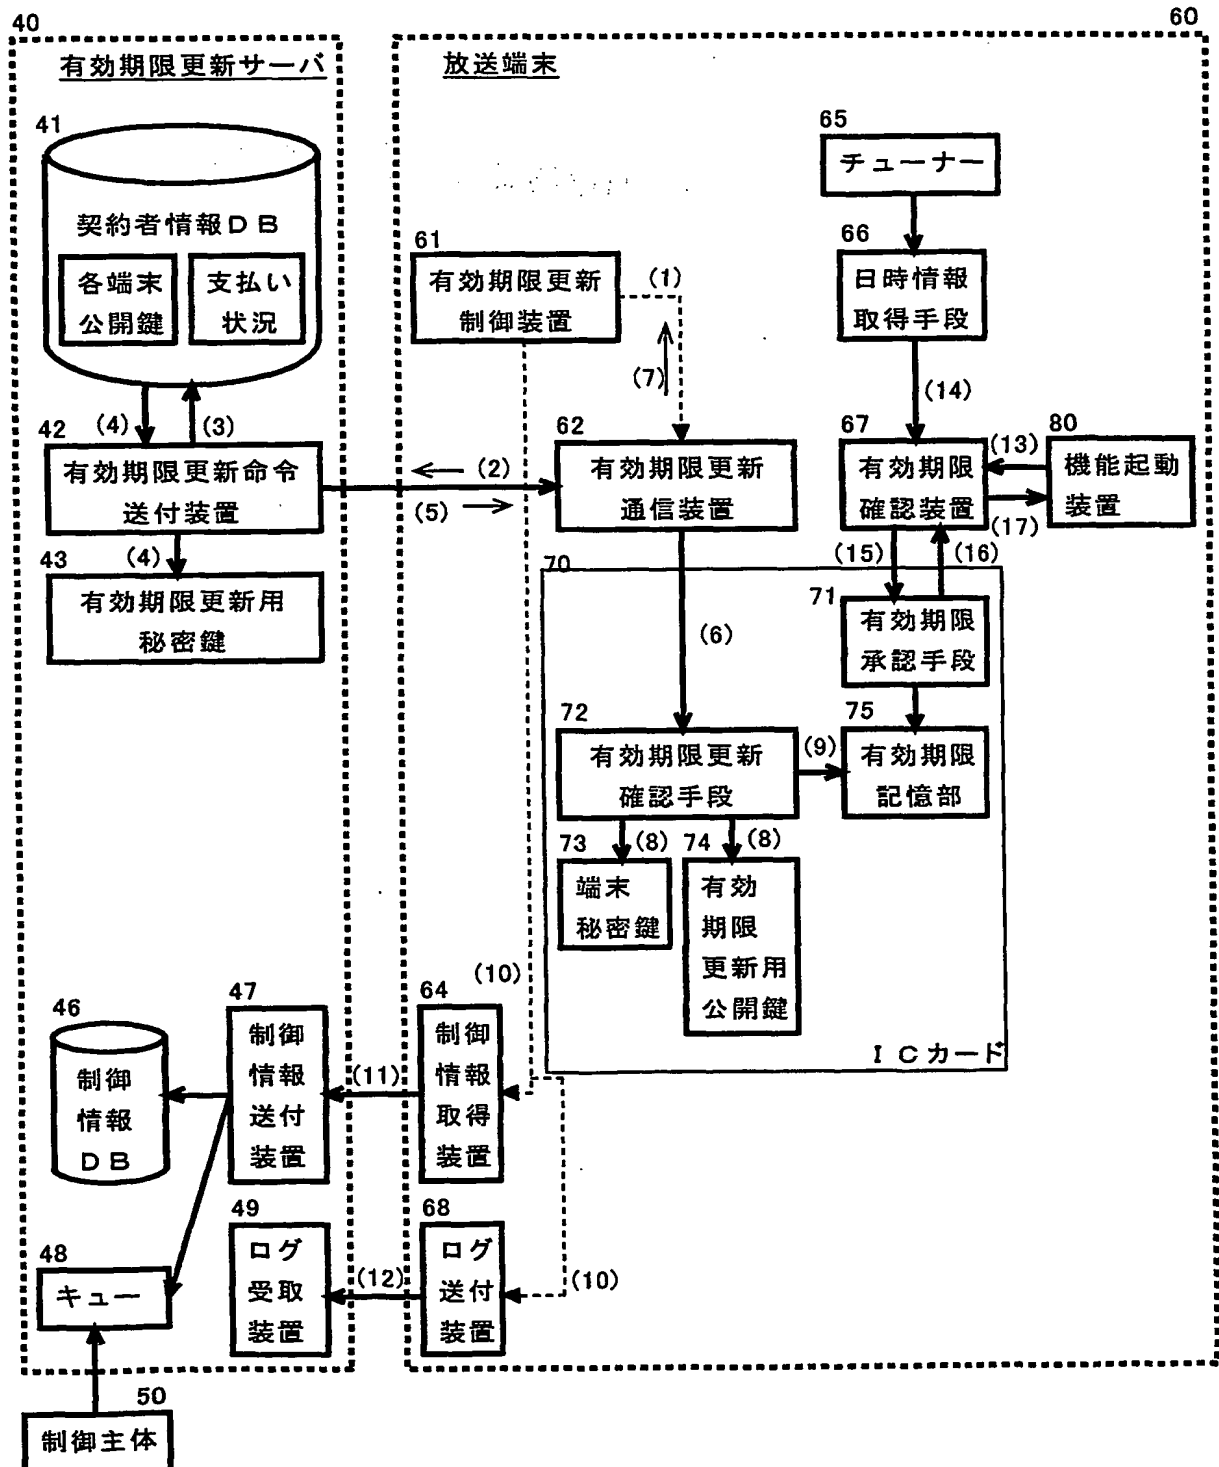 40
60
有効期限更新サーバ
放送端末
41
契約者情報DB
各端末
公開鍵
支払い
状況
(4)
(3)
42
有効期限更新命令
送付装置
43
(4)
有効期限更新用
秘密鍵
61
有効期限更新
制御装置
(1)
(7)
(2)
(5)
62
有効期限更新
通信装置
65
チューナー
66
日時情報
取得手段
(14)
67
有効期限
確認装置
(13)
(17)
80
機能起動
装置
(15)
(16)
70
(6)
71
有効期限
承認手段
72
有効期限更新
確認手段
(9)
75
有効期限
記憶部
73
(8)
端末
秘密鍵
74
(8)
有効
期限
更新用
公開鍵
ICカード
(10)
46
制御
情報
DB
47
制御
情報
送付
装置
(11)
64
制御
情報
取得
装置
48
キュー
49
ログ
受取
装置
(12)
68
ログ
送付
装置
(10)
50
制御主体